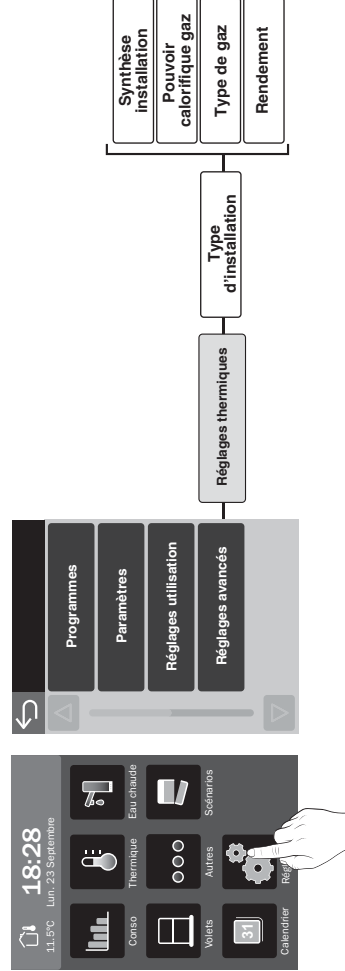 18:28
11.5°C
Lun. 23 Septembre
Conso
Thermique
Eau chaude
Volets
Autres
Scénarios
31
Calendrier
Régl
Programmes
Paramètres
Réglages utilisation
Réglages avancés
Réglages thermiques
Type
d'installation
Synthèse
installation
Pouvoir
calorifique gaz
Type de gaz
Rendement